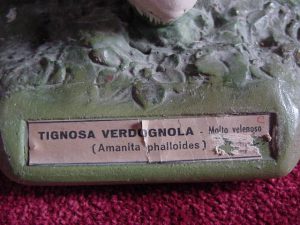 TIGNOSA VERDOGNOLA - Molto velenoso
(Amanita phalloides)